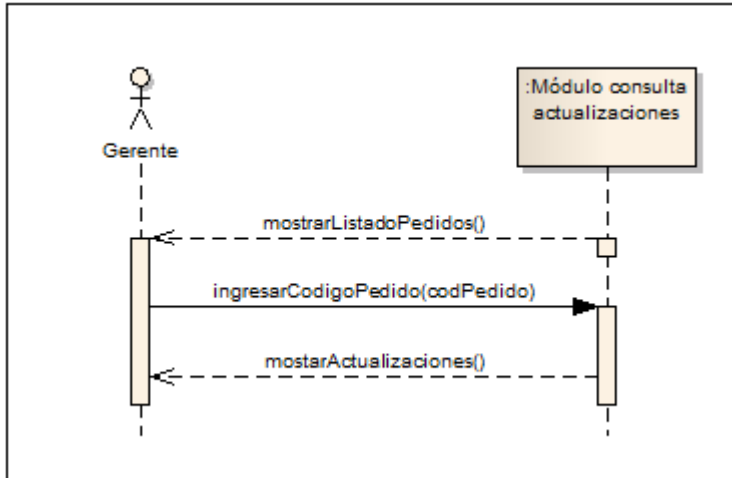 :Módulo consulta
actualizaciones
Gerente
mostrarListadoPedidos()
ingresarCodigoPedido(codPedido)
mostarActualizaciones()